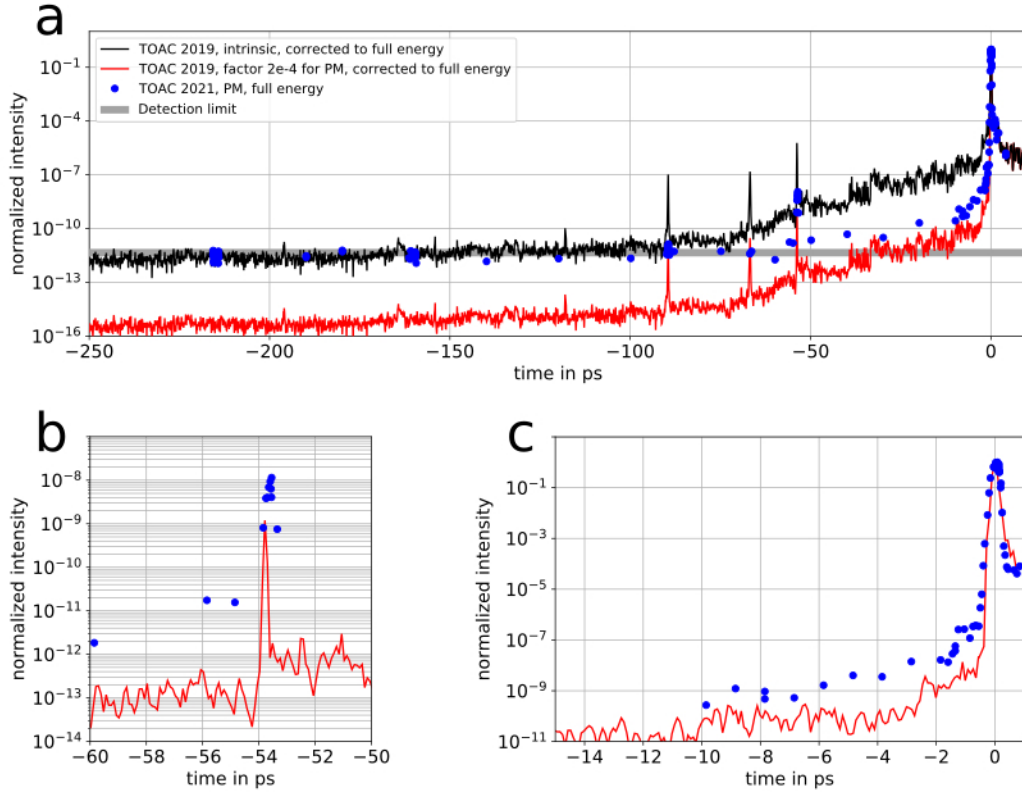 a
TOAC 2019, intrinsic, corrected to full energy
TOAC 2019, factor 2e-4 for PM, corrected to full energy
TOAC 2021, PM, full energy
Detection limit
normalized intensity
10⁻¹
10⁻⁴
10⁻⁷
10⁻¹⁰
10⁻¹³
10⁻¹⁶
−250 −200 −150 −100 −50 0
time in ps
b
normalized intensity
10⁻⁸
10⁻⁹
10⁻¹⁰
10⁻¹¹
10⁻¹²
10⁻¹³
10⁻¹⁴
−60 −58 −56 −54 −52 −50
time in ps
c
normalized intensity
10⁻¹
10⁻³
10⁻⁵
10⁻⁷
10⁻⁹
10⁻¹¹
−14 −12 −10 −8 −6 −4 −2 0
time in ps